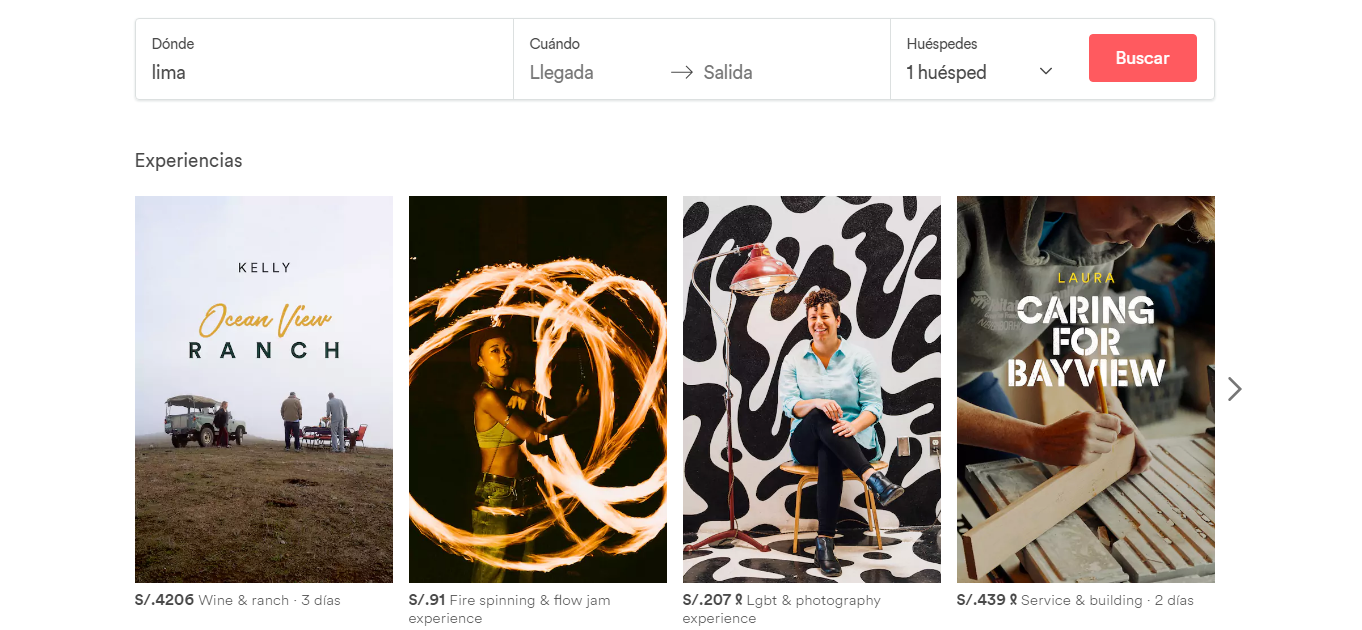 Dónde
lima
Cuándo
Llegada
Salida
Huéspedes
1 huésped
Buscar
Experiencias
KELLY
Ocean View
RANCH
LAURA
CARING
FOR
BAYVIEW
S/.4206 Wine & ranch · 3 días
S/.91 Fire spinning & flow jam
experience
S/.207 Lgbt & photography
experience
S/.439 Service & building · 2 días